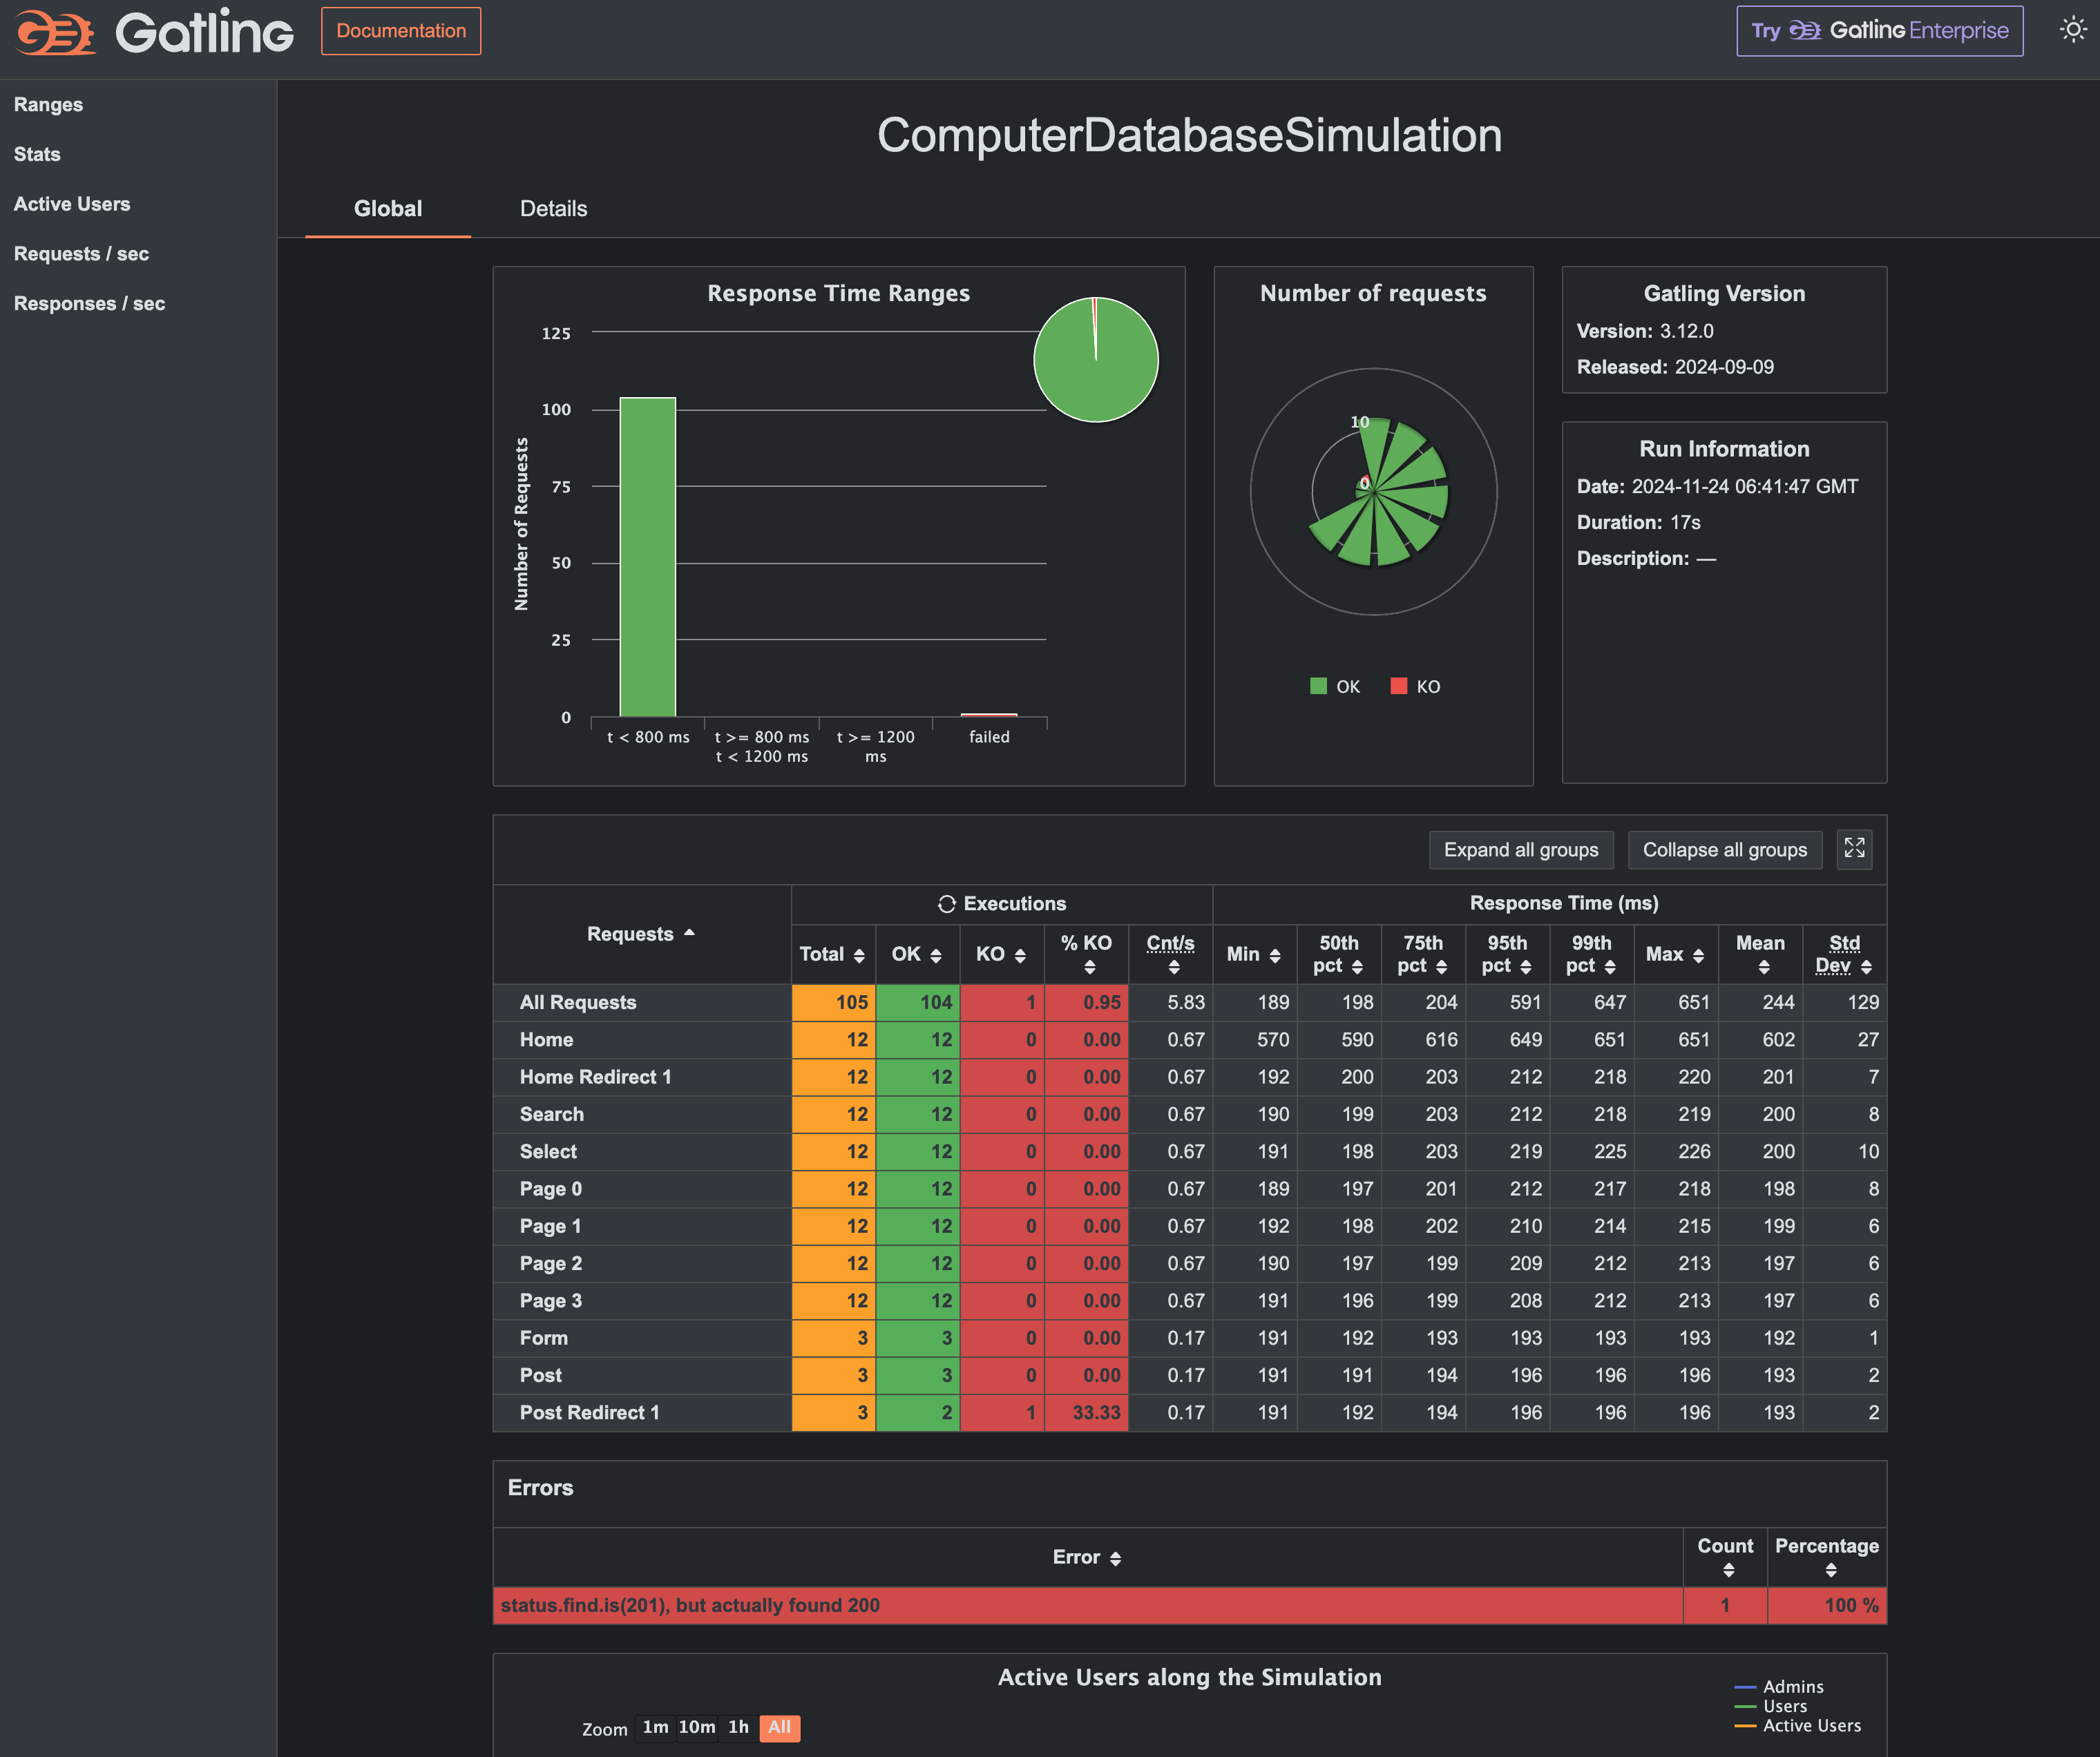 Gatling
Documentation
Try Gatling Enterprise
Ranges
Stats
Active Users
Requests / sec
Responses / sec
ComputerDatabaseSimulation
Global
Details
Response Time Ranges
Number of Requests
125
100
75
50
25
0
t < 800 ms
t >= 800 ms
t < 1200 ms
t >= 1200
ms
failed
Number of requests
10
0
OK
KO
Gatling Version
Version: 3.12.0
Released: 2024-09-09
Run Information
Date: 2024-11-24 06:41:47 GMT
Duration: 17s
Description: —
Expand all groups
Collapse all groups
Requests
Executions
Response Time (ms)
Total OK KO % KO Cnt/s Min 50th pct 75th pct 95th pct 99th pct Max Mean Std Dev
All Requests 105 104 1 0.95 5.83 189 198 204 591 647 651 244 129
Home 12 12 0 0.00 0.67 570 590 616 649 651 651 602 27
Home Redirect 1 12 12 0 0.00 0.67 192 200 203 212 218 220 201 7
Search 12 12 0 0.00 0.67 190 199 203 212 218 219 200 8
Select 12 12 0 0.00 0.67 191 198 203 219 225 226 200 10
Page 0 12 12 0 0.00 0.67 189 197 201 212 217 218 198 8
Page 1 12 12 0 0.00 0.67 192 198 202 210 214 215 199 6
Page 2 12 12 0 0.00 0.67 190 197 199 209 212 213 197 6
Page 3 12 12 0 0.00 0.67 191 196 199 208 212 213 197 6
Form 3 3 0 0.00 0.17 191 192 193 193 193 193 192 1
Post 3 3 0 0.00 0.17 191 191 194 196 196 196 193 2
Post Redirect 1 3 2 1 33.33 0.17 191 192 194 196 196 196 193 2
Errors
Error Count Percentage
status.find.is(201), but actually found 200 1 100 %
Active Users along the Simulation
Zoom 1m 10m 1h All
Admins
Users
Active Users